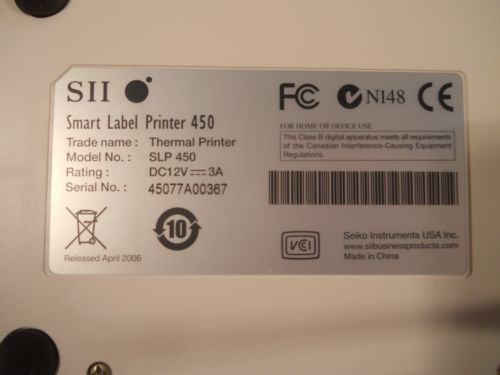 SII
FC N148 CE
Smart Label Printer 450
Trade name : Thermal Printer
Model No. : SLP 450
Rating : DC12V ⎓ 3A
Serial No. : 45077A00367
FOR HOME OR OFFICE USE
This Class B digital apparatus meets all requirements
of the Canadian Interference-Causing Equipment
Regulations.
10
Released April 2006
VCI
Seiko Instruments USA Inc.
www.siibusinessproducts.com
Made in China